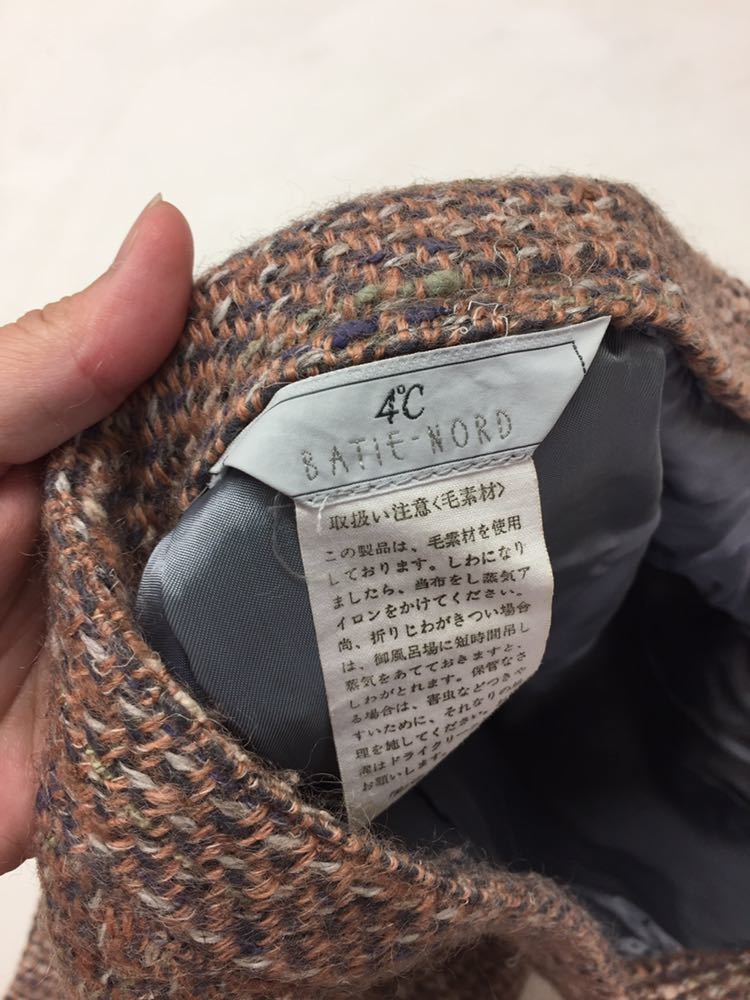 4℃
BATIE-NORD
取扱い注意〈毛素材〉
この製品は、毛素材を使用
しております。しわになり
ましたら、当布をし蒸気ア
イロンをかけてください。
尚、折りじわがきつい場合
は、御風呂場に短時間吊し
蒸気をあてておきますと、
しわがとれます。保管なさ
る場合は、害虫などつきや
すいために、それなりの
理を施してください。
はドライクリー
お願いします。